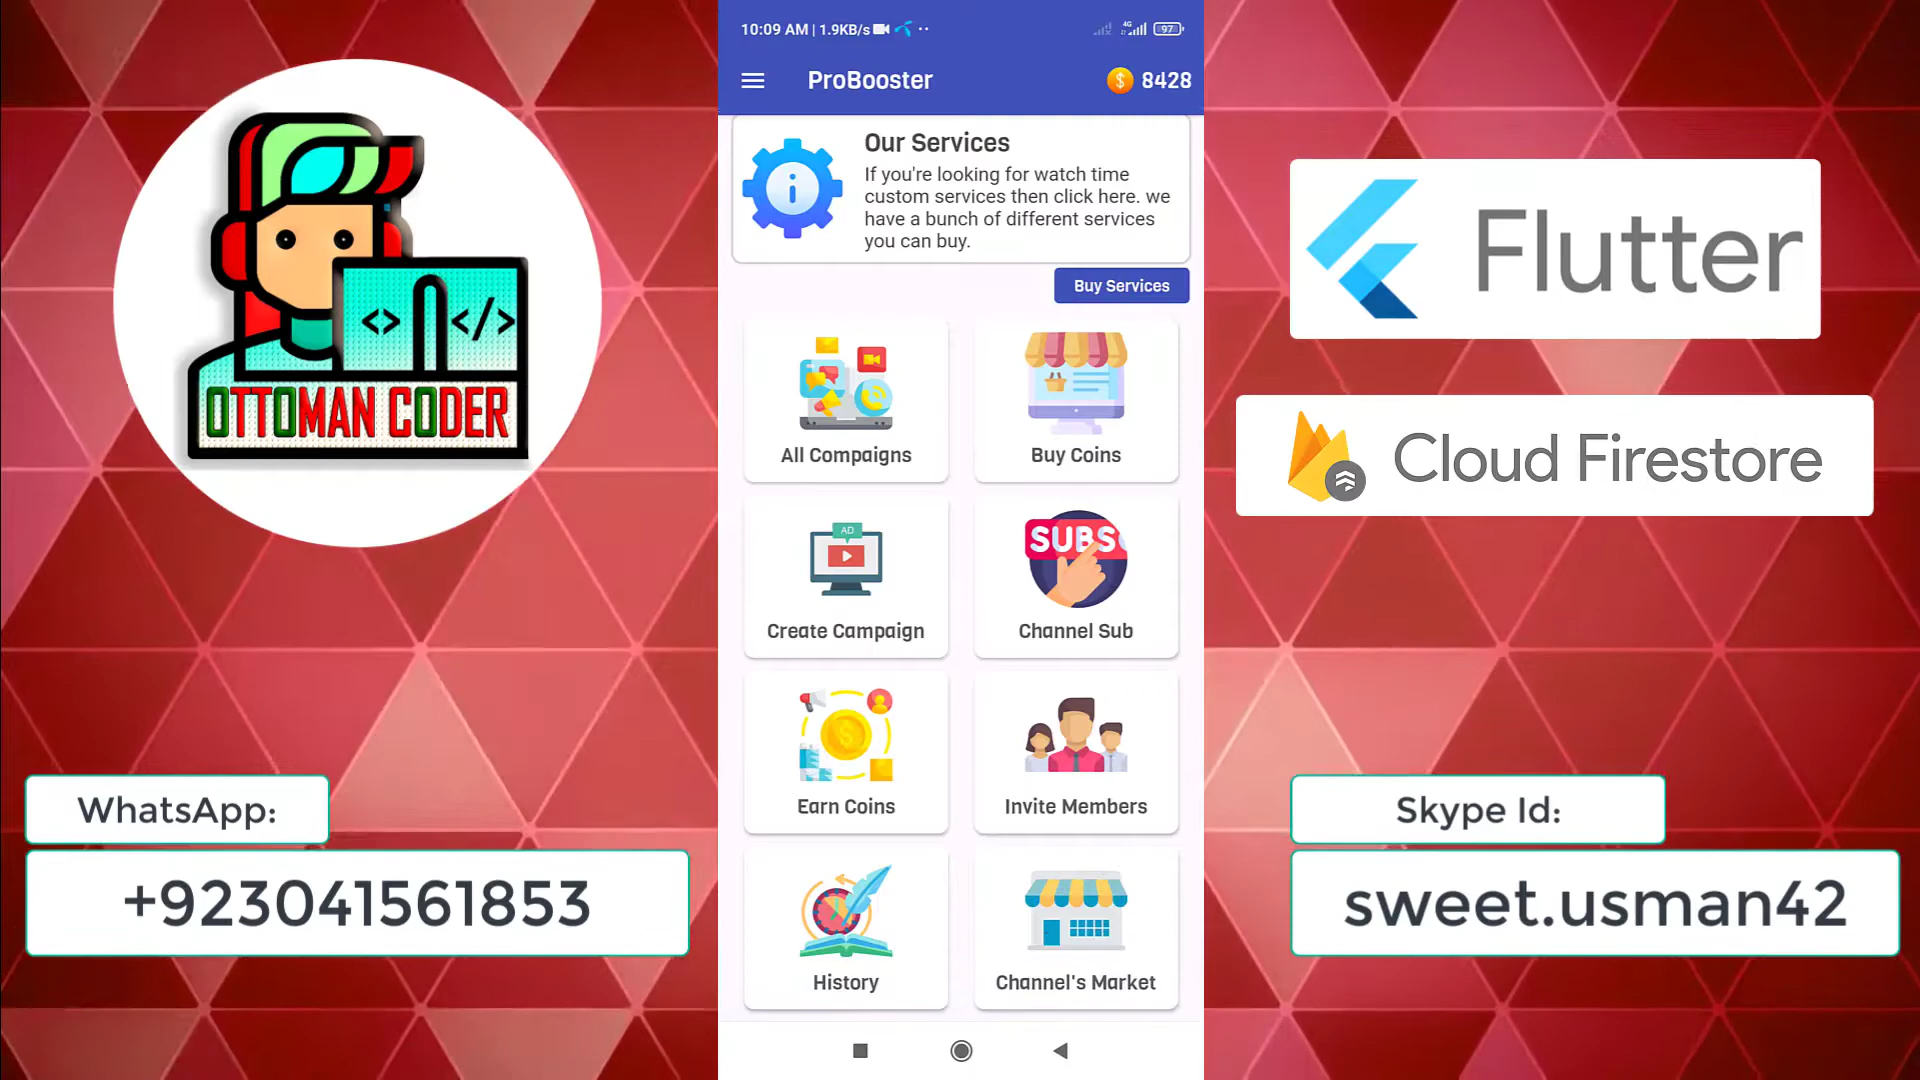 OTTOMAN CODER
<> </>
WhatsApp:
+923041561853
10:09 AM | 1.9KB/s
4G
97
ProBooster
$ 8428
Our Services
If you're looking for watch time
custom services then click here. we
have a bunch of different services
you can buy.
Buy Services
All Compaigns
Buy Coins
AD
Create Campaign
SUBS
Channel Sub
Earn Coins
Invite Members
History
Channel's Market
Flutter
Cloud Firestore
Skype Id:
sweet.usman42